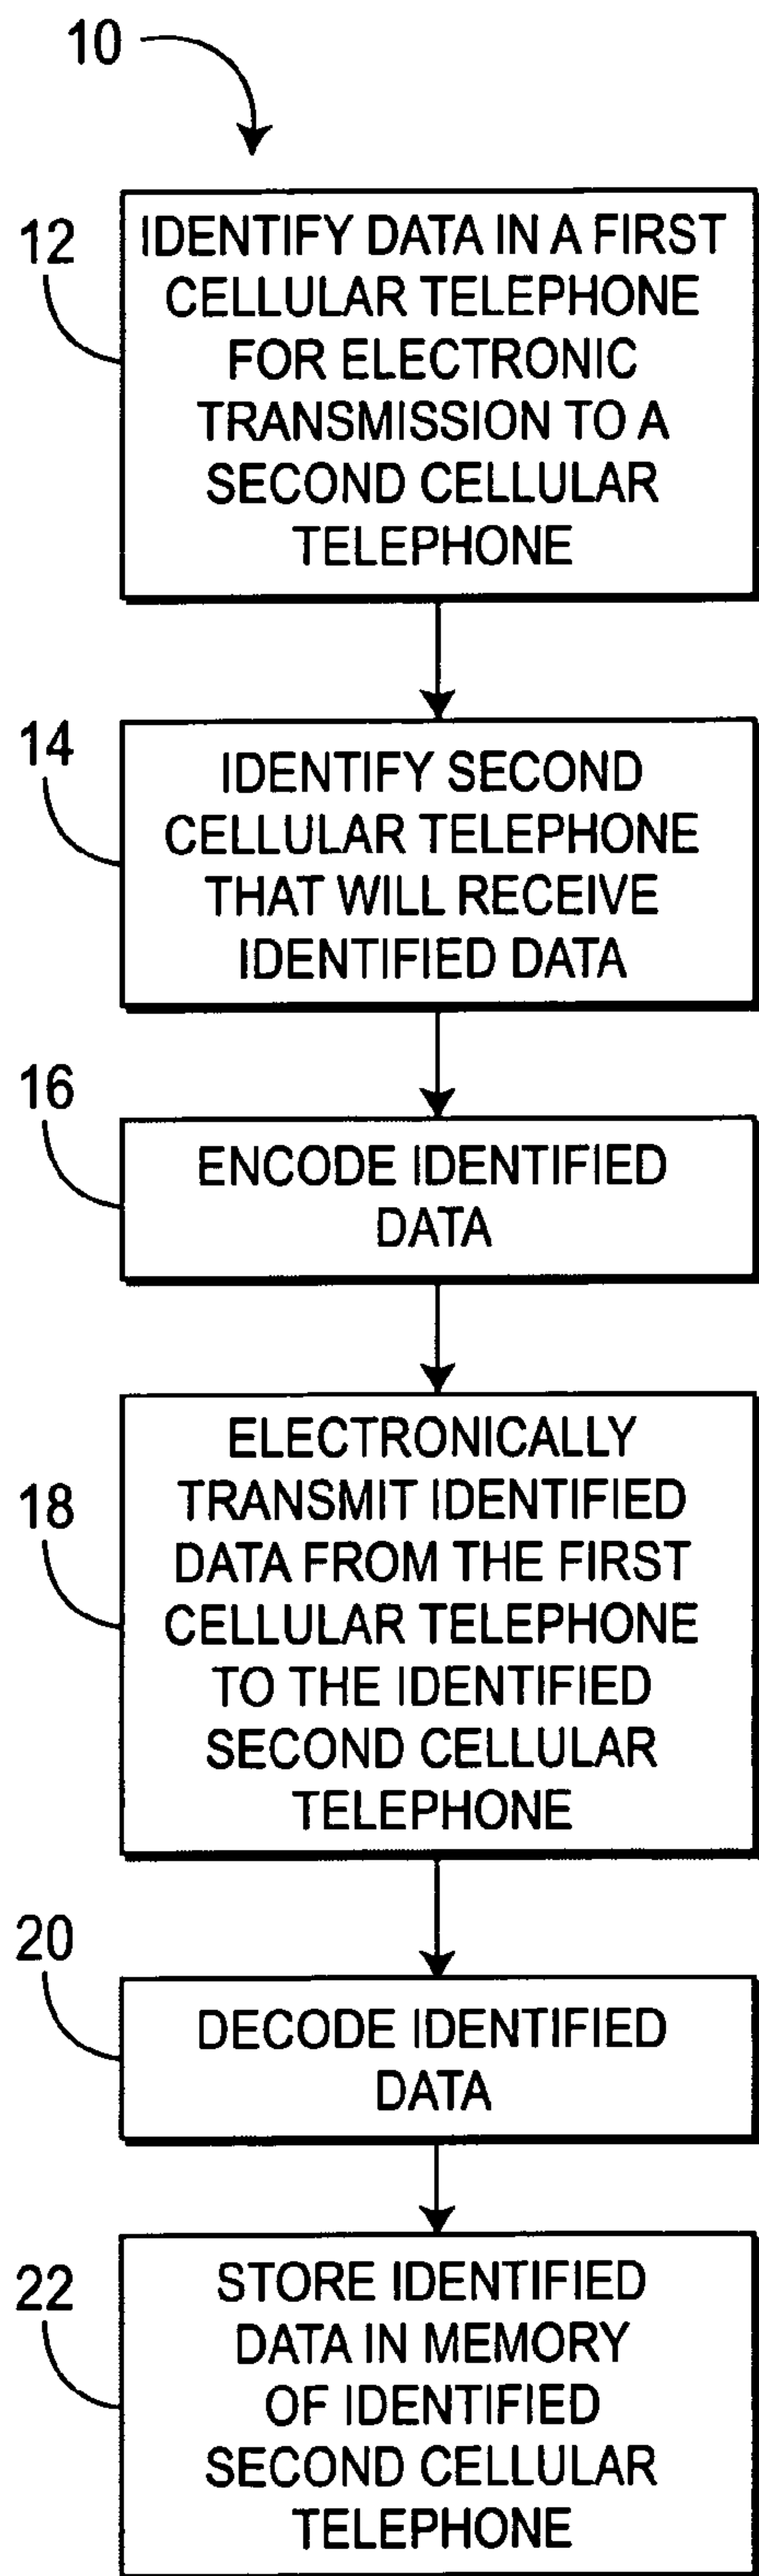 10
12
IDENTIFY DATA IN A FIRST
CELLULAR TELEPHONE
FOR ELECTRONIC
TRANSMISSION TO A
SECOND CELLULAR
TELEPHONE
14
IDENTIFY SECOND
CELLULAR TELEPHONE
THAT WILL RECEIVE
IDENTIFIED DATA
16
ENCODE IDENTIFIED
DATA
18
ELECTRONICALLY
TRANSMIT IDENTIFIED
DATA FROM THE FIRST
CELLULAR TELEPHONE
TO THE IDENTIFIED
SECOND CELLULAR
TELEPHONE
20
DECODE IDENTIFIED
DATA
22
STORE IDENTIFIED
DATA IN MEMORY
OF IDENTIFIED
SECOND CELLULAR
TELEPHONE